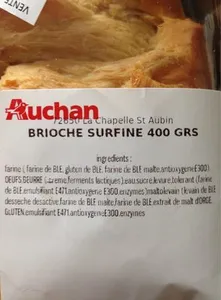 VENTE
Auchan
72650 La Chapelle St Aubin
BRIOCHE SURFINE 400 GRS
ingredients :
farine ( farine de BLE, gluten de BLE, farine de BLE malte,antioxygene:E300)
OEUFS,BEURRE (creme,ferments lactiques),eau,sucre,levure,tolerant (farine
de BLE,emulsifiant E471,antioxygene E300,enzymes)maltolevain (levain de BLE
desseche desactive,farine de BLE malte,farine de BLE,extrait de malt d'ORGE,
GLUTEN,emulsifiant E471,antioxygene:E300,enzymes